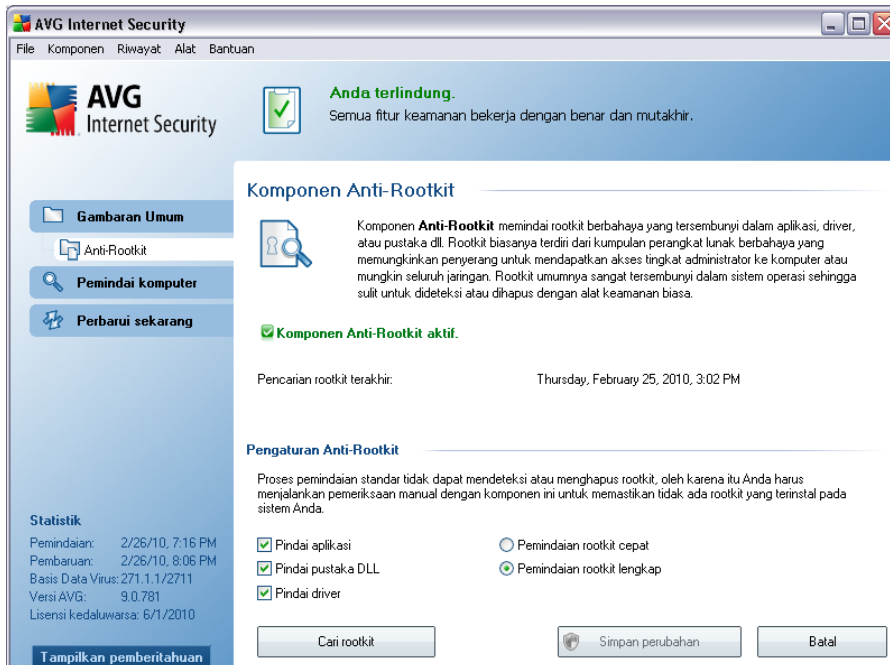 AVG Internet Security
File Komponen Riwayat Alat Bantuan
AVG
Internet Security
Anda terlindung.
Semua fitur keamanan bekerja dengan benar dan mutakhir.
Gambaran Umum
Anti-Rootkit
Pemindai komputer
Perbarui sekarang
Komponen Anti-Rootkit
Komponen Anti-Rootkit memindai rootkit berbahaya yang tersembunyi dalam aplikasi, driver,
atau pustaka dll. Rootkit biasanya terdiri dari kumpulan perangkat lunak berbahaya yang
memungkinkan penyerang untuk mendapatkan akses tingkat administrator ke komputer atau
mungkin seluruh jaringan. Rootkit umumnya sangat tersembunyi dalam sistem operasi sehingga
sulit untuk dideteksi atau dihapus dengan alat keamanan biasa.
Komponen Anti-Rootkit aktif.
Pencarian rootkit terakhir: Thursday, February 25, 2010, 3:02 PM
Pengaturan Anti-Rootkit
Proses pemindaian standar tidak dapat mendeteksi atau menghapus rootkit, oleh karena itu Anda harus
menjalankan pemeriksaan manual dengan komponen ini untuk memastikan tidak ada rootkit yang terinstal pada
sistem Anda.
Pindai aplikasi
Pindai pustaka DLL
Pindai driver
Pemindaian rootkit cepat
Pemindaian rootkit lengkap
Cari rootkit
Simpan perubahan
Batal
Statistik
Pemindaian: 2/26/10, 7:16 PM
Pembaruan: 2/26/10, 8:06 PM
Basis Data Virus: 271.1.1/2711
Versi AVG: 9.0.781
Lisensi kedaluwarsa: 6/1/2010
Tampilkan pemberitahuan